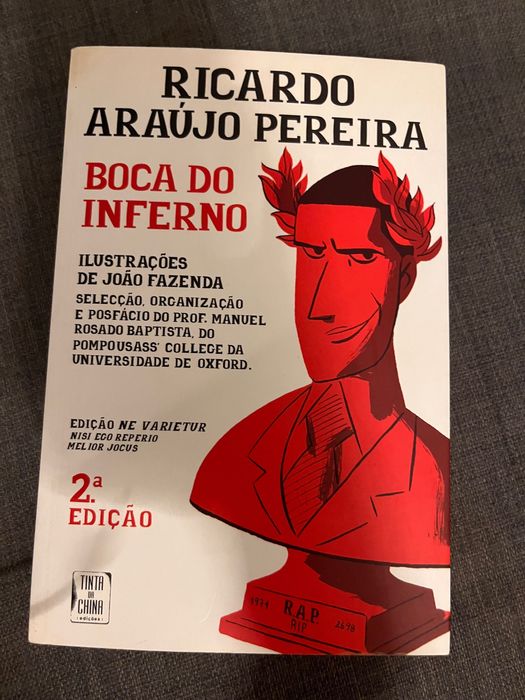 RICARDO
ARAÚJO PEREIRA
BOCA DO
INFERNO
ILUSTRAÇÕES
DE JOÃO FAZENDA
SELECÇÃO, ORGANIZAÇÃO
E POSFÁCIO DO PROF. MANUEL
ROSADO BAPTISTA, DO
POMPOUSASS' COLLEGE DA
UNIVERSIDADE DE OXFORD.
EDIÇÃO NE VARIETUR
NISI EGO REPERIO
MELIOR JOCUS
2.ª
EDIÇÃO
TINTA
DA
CHINA
edições
1974 R.A.P. 2698
RIP